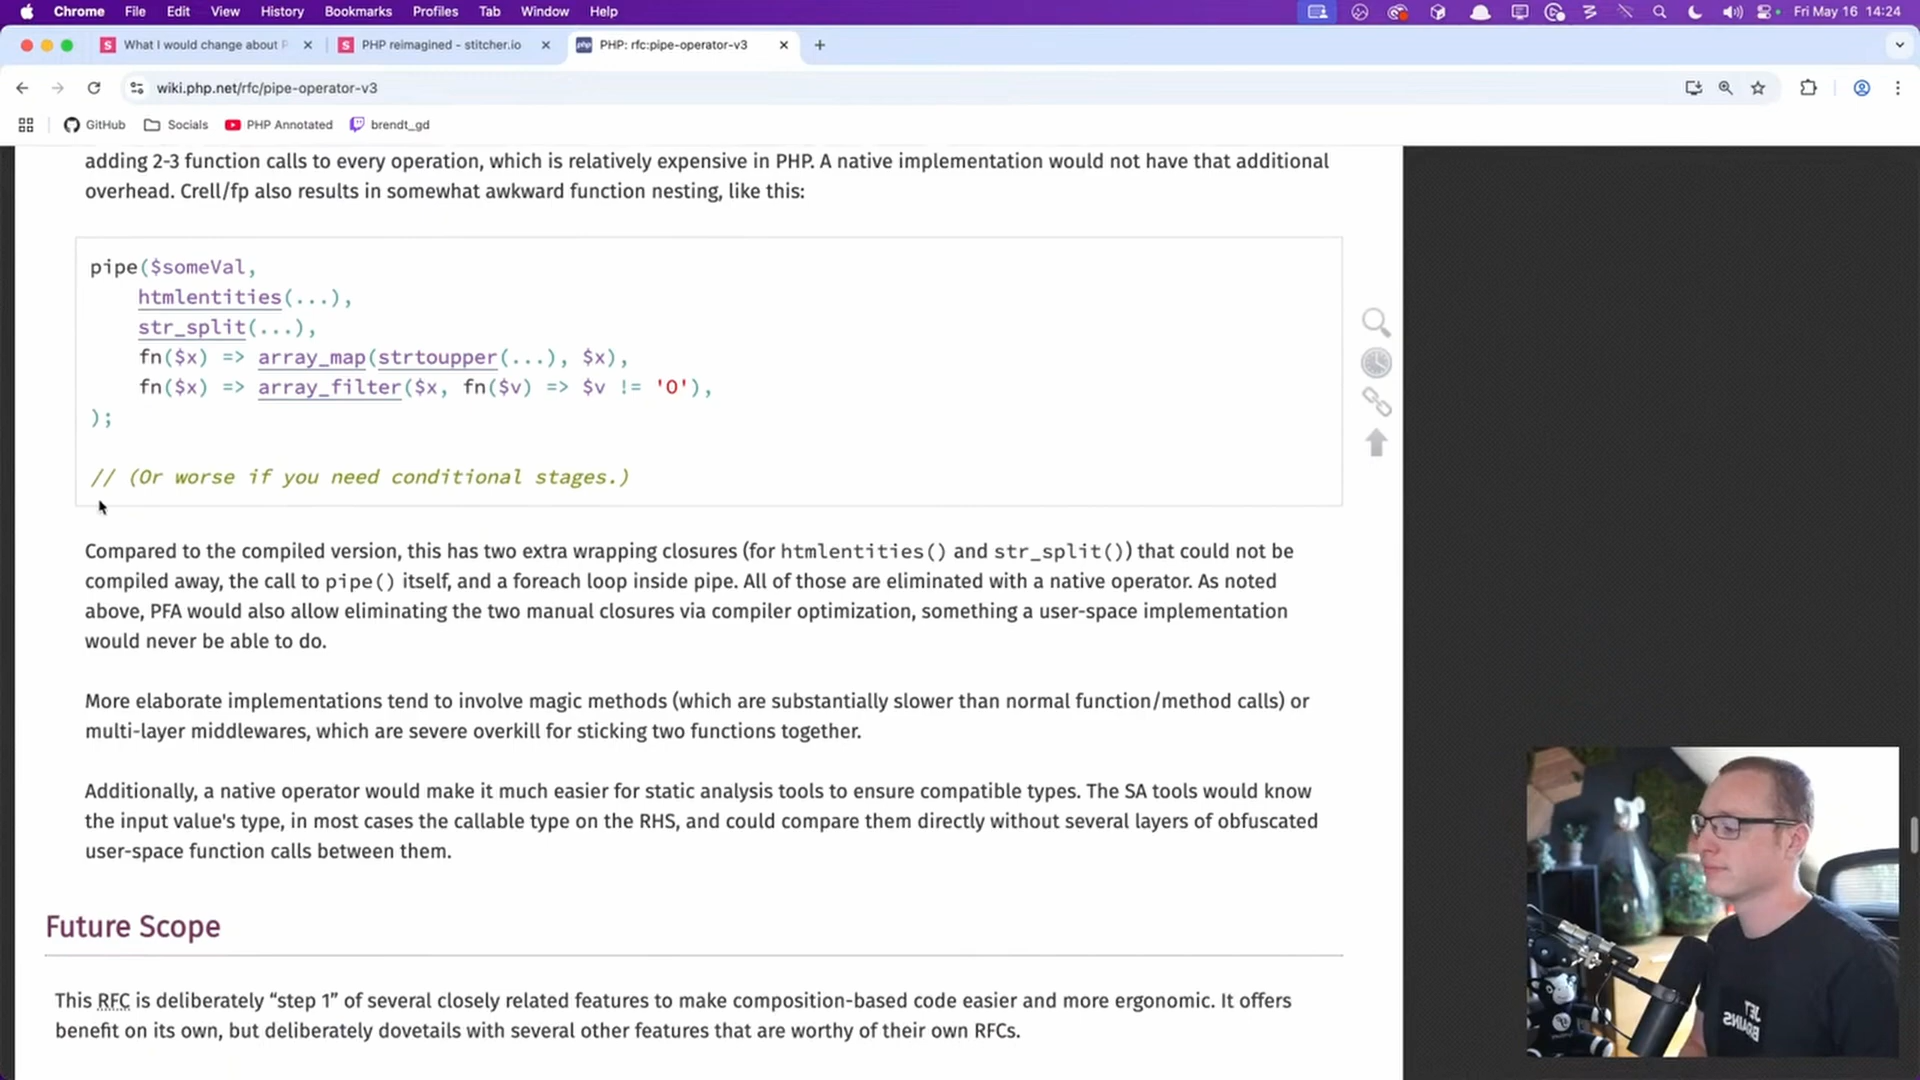 Chrome File Edit View History Bookmarks Profiles Tab Window Help Fri May 16 14:24
What I would change about P PHP reimagined - stitcher.io PHP: rfc:pipe-operator-v3
wiki.php.net/rfc/pipe-operator-v3
GitHub Socials PHP Annotated brendt_gd
adding 2-3 function calls to every operation, which is relatively expensive in PHP. A native implementation would not have that additional
overhead. Crell/fp also results in somewhat awkward function nesting, like this:
pipe($someVal,
    htmlentities(...),
    str_split(...),
    fn($x) => array_map(strtoupper(...), $x),
    fn($x) => array_filter($x, fn($v) => $v != 'O'),
);
// (Or worse if you need conditional stages.)
Compared to the compiled version, this has two extra wrapping closures (for htmlentities() and str_split()) that could not be
compiled away, the call to pipe() itself, and a foreach loop inside pipe. All of those are eliminated with a native operator. As noted
above, PFA would also allow eliminating the two manual closures via compiler optimization, something a user-space implementation
would never be able to do.
More elaborate implementations tend to involve magic methods (which are substantially slower than normal function/method calls) or
multi-layer middlewares, which are severe overkill for sticking two functions together.
Additionally, a native operator would make it much easier for static analysis tools to ensure compatible types. The SA tools would know
the input value's type, in most cases the callable type on the RHS, and could compare them directly without several layers of obfuscated
user-space function calls between them.
Future Scope
This RFC is deliberately “step 1” of several closely related features to make composition-based code easier and more ergonomic. It offers
benefit on its own, but deliberately dovetails with several other features that are worthy of their own RFCs.
JET
BRAINS